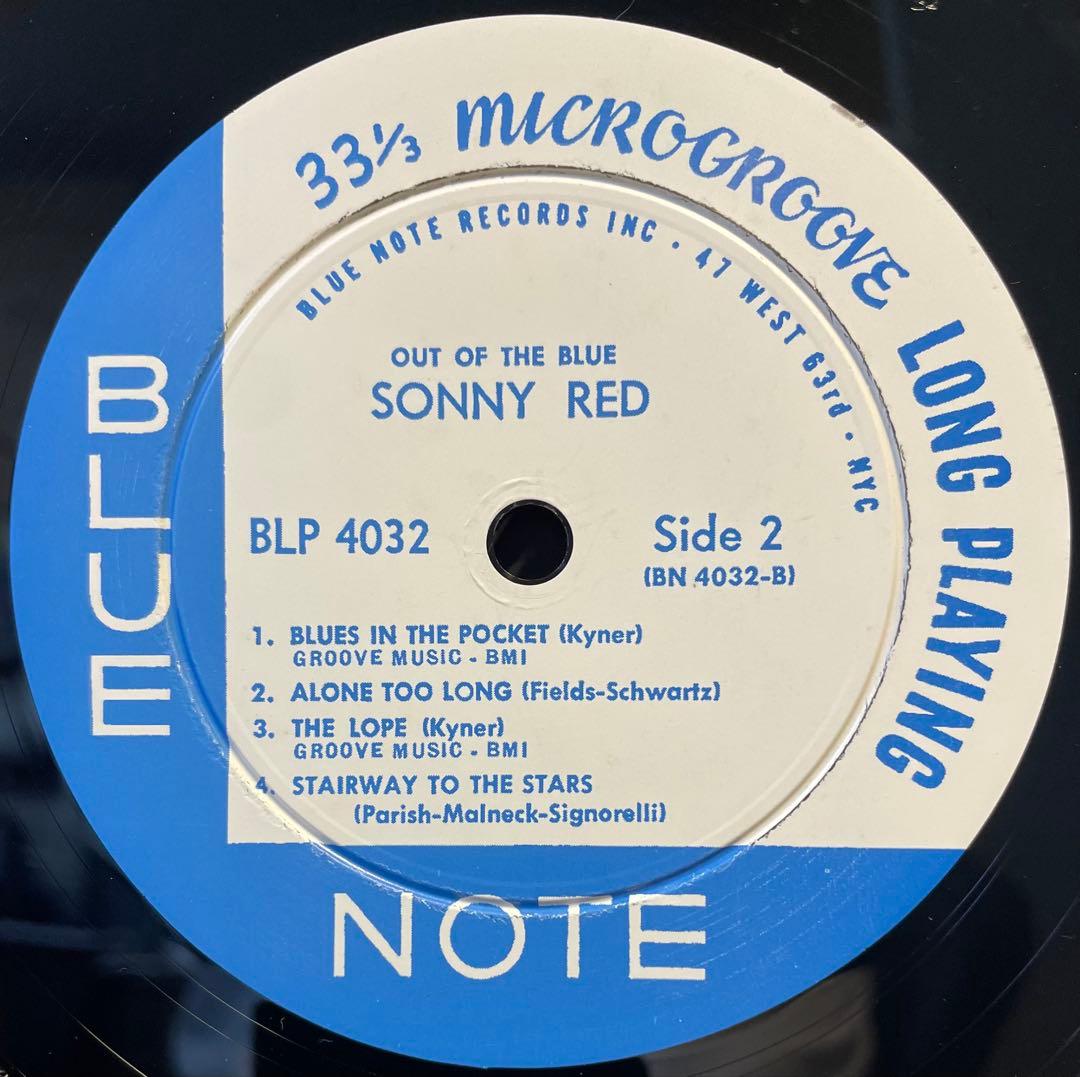 33⅓ MICROGROOVE LONG PLAYING
BLUE NOTE RECORDS INC · 47 WEST 63rd · NYC
OUT OF THE BLUE
SONNY RED
BLP 4032
Side 2
(BN 4032-B)
1. BLUES IN THE POCKET (Kyner)
GROOVE MUSIC - BMI
2. ALONE TOO LONG (Fields-Schwartz)
3. THE LOPE (Kyner)
GROOVE MUSIC - BMI
4. STAIRWAY TO THE STARS
(Parish-Malneck-Signorelli)
BLUE
NOTE